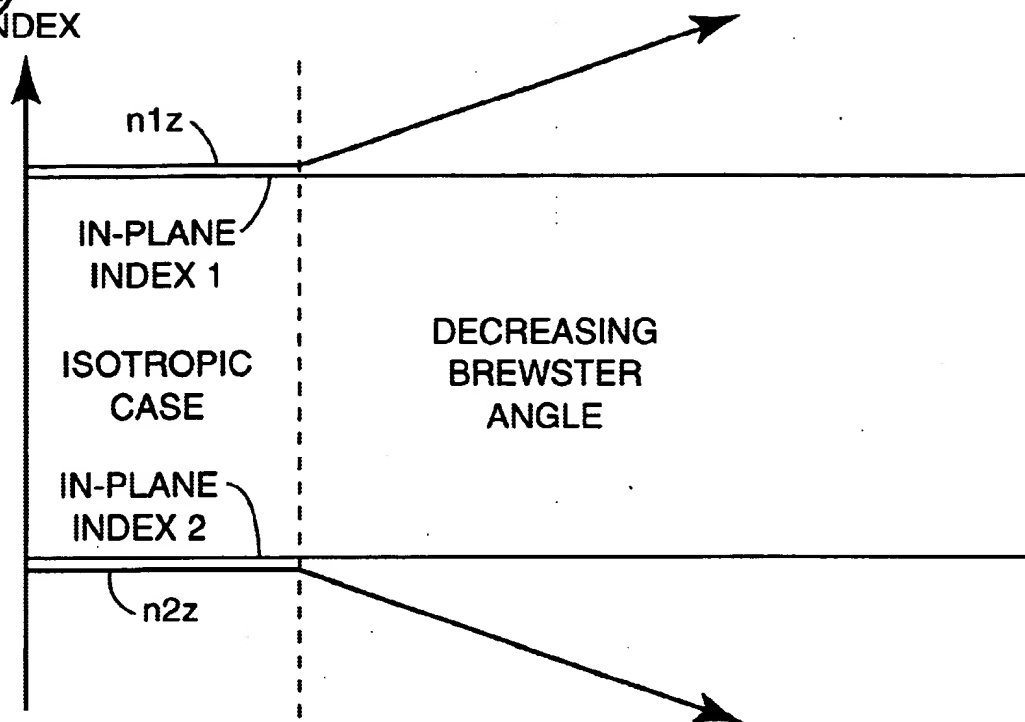 INDEX
n1z
IN-PLANE
INDEX 1
ISOTROPIC
CASE
DECREASING
BREWSTER
ANGLE
IN-PLANE
INDEX 2
n2z